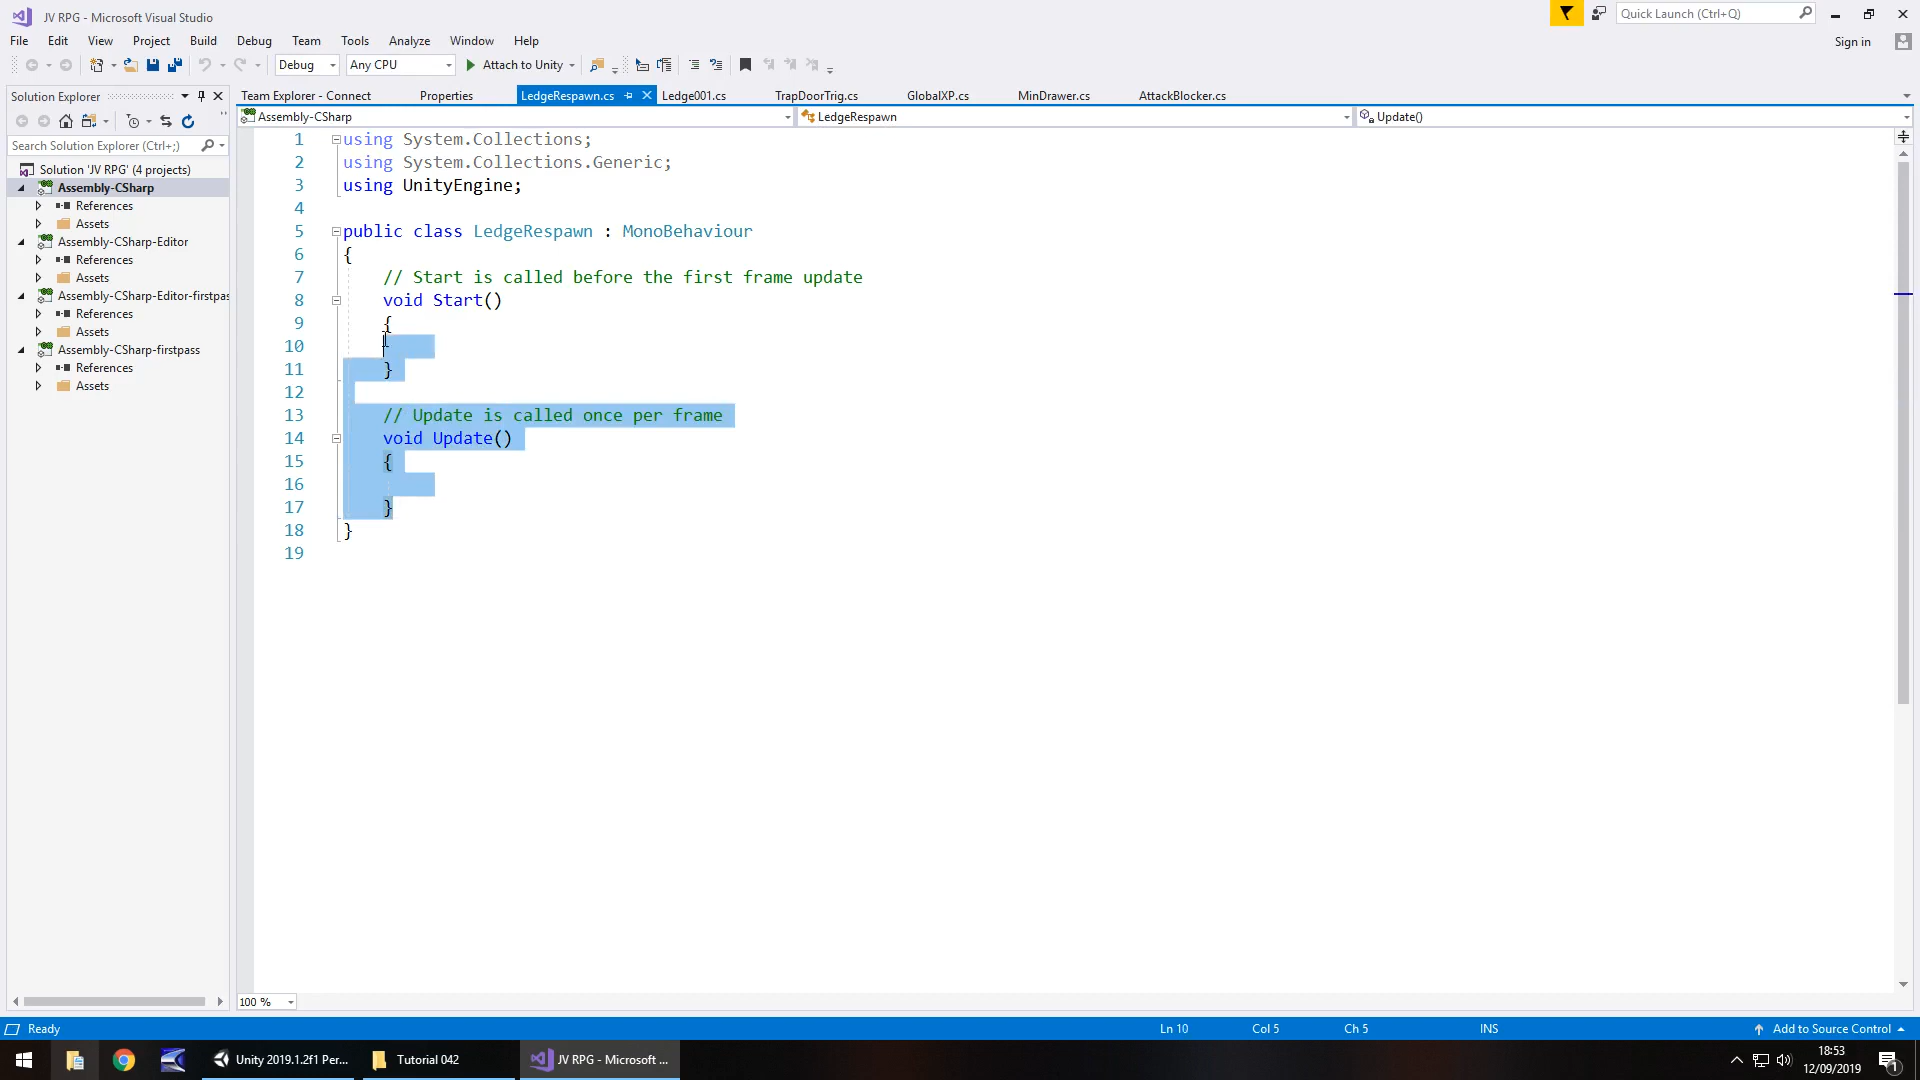 JV RPG - Microsoft Visual Studio
Quick Launch (Ctrl+Q)
File Edit View Project Build Debug Team Tools Analyze Window Help
Sign in
Debug Any CPU Attach to Unity
Solution Explorer
Team Explorer - Connect Properties LedgeRespawn.cs Ledge001.cs TrapDoorTrig.cs GlobalXP.cs MinDrawer.cs AttackBlocker.cs
Assembly-CSharp LedgeRespawn Update()
Search Solution Explorer (Ctrl+;)
Solution 'JV RPG' (4 projects)
Assembly-CSharp
References
Assets
Assembly-CSharp-Editor
References
Assets
Assembly-CSharp-Editor-firstpas
References
Assets
Assembly-CSharp-firstpass
References
Assets
1 using System.Collections;
2 using System.Collections.Generic;
3 using UnityEngine;
4
5 public class LedgeRespawn : MonoBehaviour
6 {
7 // Start is called before the first frame update
8 void Start()
9 {
10
11 }
12
13 // Update is called once per frame
14 void Update()
15 {
16
17 }
18 }
19
100 %
Ready Ln 10 Col 5 Ch 5 INS Add to Source Control
Unity 2019.1.2f1 Per... Tutorial 042 JV RPG - Microsoft ...
18:53
12/09/2019
1